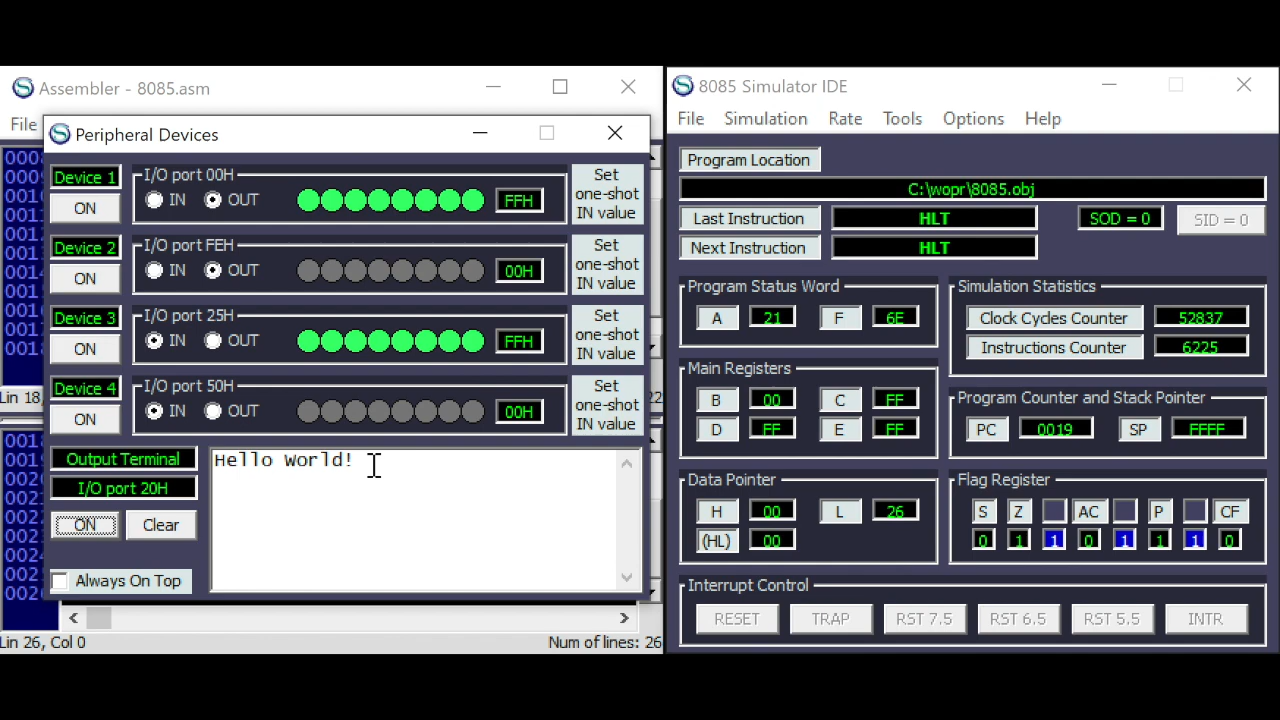 Assembler - 8085.asm
File
Peripheral Devices
Device 1
ON
I/O port 00H
IN OUT
FFH
Set
one-shot
IN value
Device 2
ON
I/O port FEH
IN OUT
00H
Set
one-shot
IN value
Device 3
ON
I/O port 25H
IN OUT
FFH
Set
one-shot
IN value
Device 4
ON
I/O port 50H
IN OUT
00H
Set
one-shot
IN value
Output Terminal
I/O port 20H
ON Clear
Always On Top
Hello World!
Lin 18
Lin 26, Col 0
Num of lines: 26
8085 Simulator IDE
File Simulation Rate Tools Options Help
Program Location
C:\wopr\8085.obj
Last Instruction HLT SOD = 0 SID = 0
Next Instruction HLT
Program Status Word
A 21 F 6E
Simulation Statistics
Clock Cycles Counter 52837
Instructions Counter 6225
Main Registers
B 00 C FF
D FF E FF
Program Counter and Stack Pointer
PC 0019 SP FFFF
Data Pointer
H 00 L 26
(HL) 00
Flag Register
S Z AC P CF
0 1 1 0 1 1 1 0
Interrupt Control
RESET TRAP RST 7.5 RST 6.5 RST 5.5 INTR